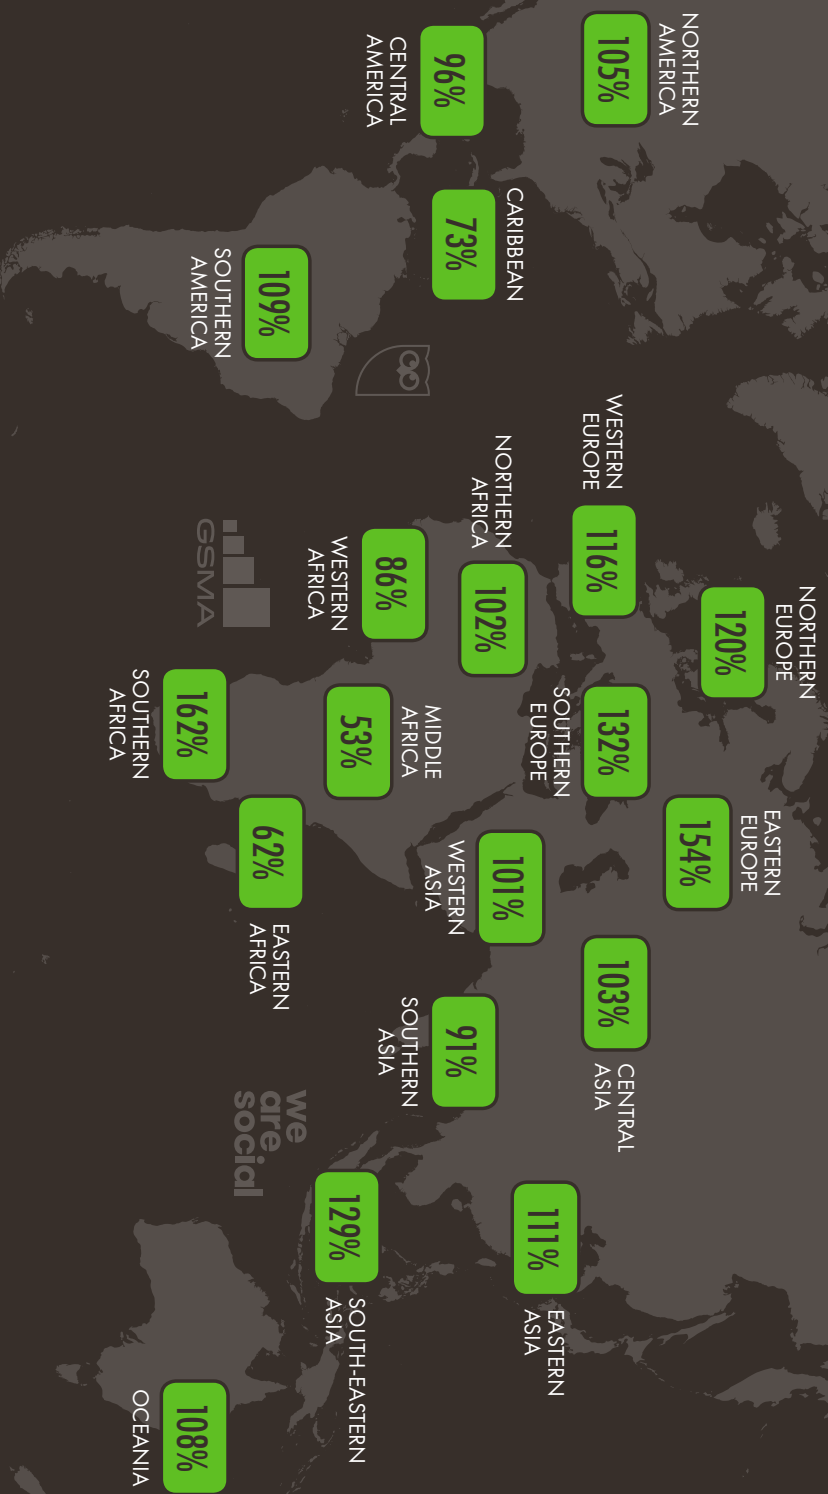 NORTHERN
AMERICA
105%
CENTRAL
AMERICA
96%
CARIBBEAN
73%
SOUTHERN
AMERICA
109%
WESTERN
EUROPE
116%
NORTHERN
EUROPE
120%
SOUTHERN
EUROPE
132%
EASTERN
EUROPE
154%
NORTHERN
AFRICA
102%
WESTERN
AFRICA
86%
MIDDLE
AFRICA
53%
SOUTHERN
AFRICA
162%
EASTERN
AFRICA
62%
WESTERN
ASIA
101%
CENTRAL
ASIA
103%
SOUTHERN
ASIA
91%
EASTERN
ASIA
111%
SOUTH-EASTERN
ASIA
129%
OCEANIA
108%
GSMA
we
are
social